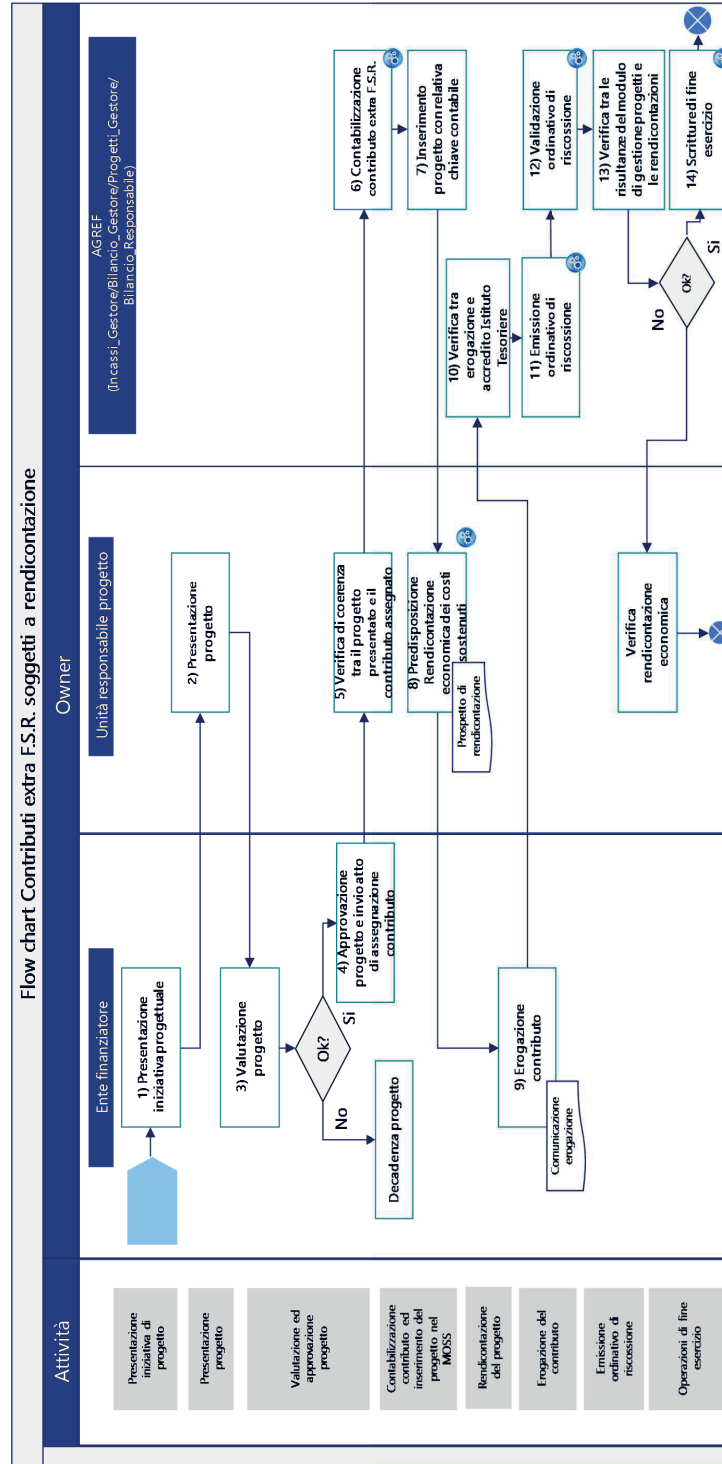 Flow chart Contributi extra F.S.R. soggetti a rendicontazione
Attività
Owner
Ente finanziatore
Unità responsabile progetto
AGREF
(Incassi_Gestore/Bilancio_Gestore/Progetti_Gestore/
Bilancio_Responsabile)
Presentazione
iniziativa di
progetto
1) Presentazione
iniziativa progettuale
Presentazione
progetto
2) Presentazione
progetto
Valutazione ed
approvazione
progetto
3) Valutazione
progetto
Ok?
No
Si
Decadenza progetto
4) Approvazione
progetto e invio atto
di assegnazione
contributo
5) Verifica di coerenza
tra il progetto
presentato e il
contributo assegnato
6) Contabilizzazione
contributo extra F.S.R.
Contabilizzazione
contributo ed
inserimento del
progetto nel
MOSS
7) Inserimento
progetto con relativa
chiave contabile
Rendicontazione
del progetto
8) Predisposizione
Rendicontazione
economica dei costi
sostenuti
Prospetto di
rendicontazione
Erogazione del
contributo
9) Erogazione
contributo
Comunicazione
erogazione
10) Verifica tra
erogazione e
accredito Istituto
Tesoriere
Emissione
ordinativo di
riscossione
11) Emissione
ordinativo di
riscossione
12) Validazione
ordinativo di
riscossione
Operazioni di fine
esercizio
13) Verifica tra le
risultanze del modulo
di gestione progetti e
le rendicontazioni
Ok?
No
Si
Verifica
rendicontazione
economica
14) Scritture di fine
esercizio